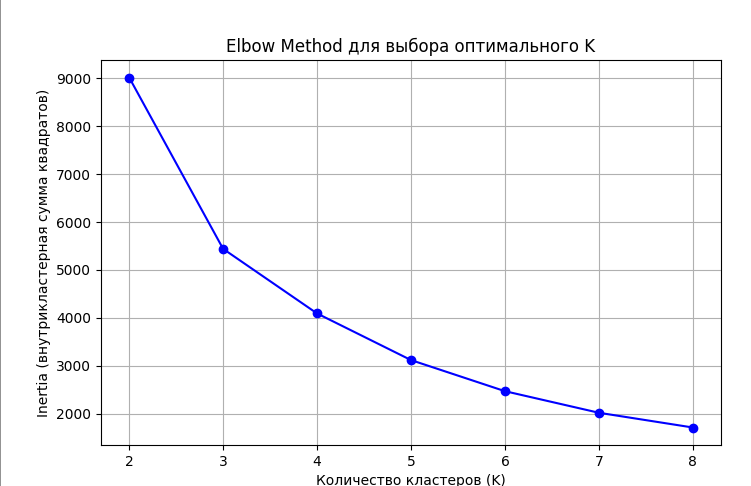 Elbow Method для выбора оптимального K
Inertia (внутрикластерная сумма квадратов)
9000
8000
7000
6000
5000
4000
3000
2000
2 3 4 5 6 7 8
Количество кластеров (K)